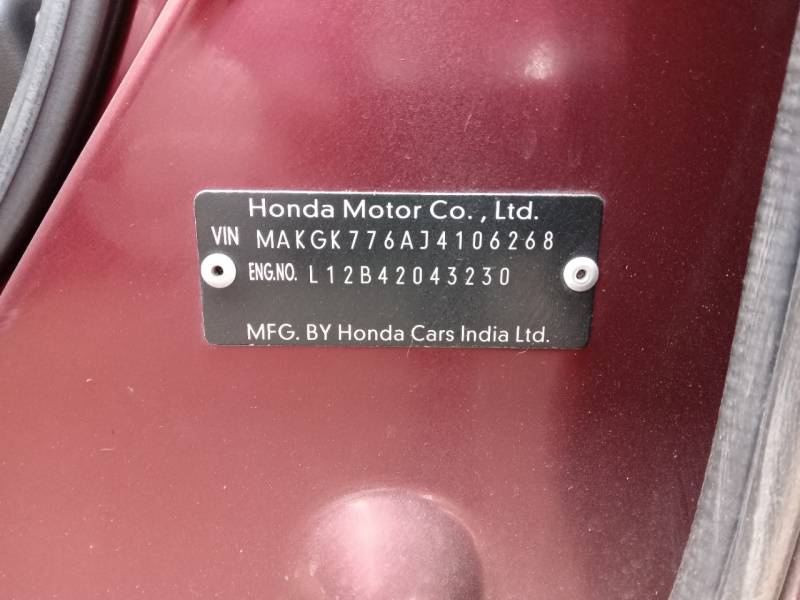 Honda Motor Co., Ltd.
VIN MAKGK776AJ4106268
ENG.NO. L12B42043230
MFG. BY Honda Cars India Ltd.